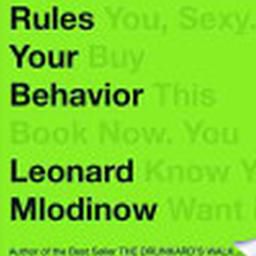 Rules You, Sexy.
Your Buy
Behavior This
Book Now. You
Leonard Know Y
Mlodinow Want i
Author of the Best Seller THE DRUNKARD'S WALK